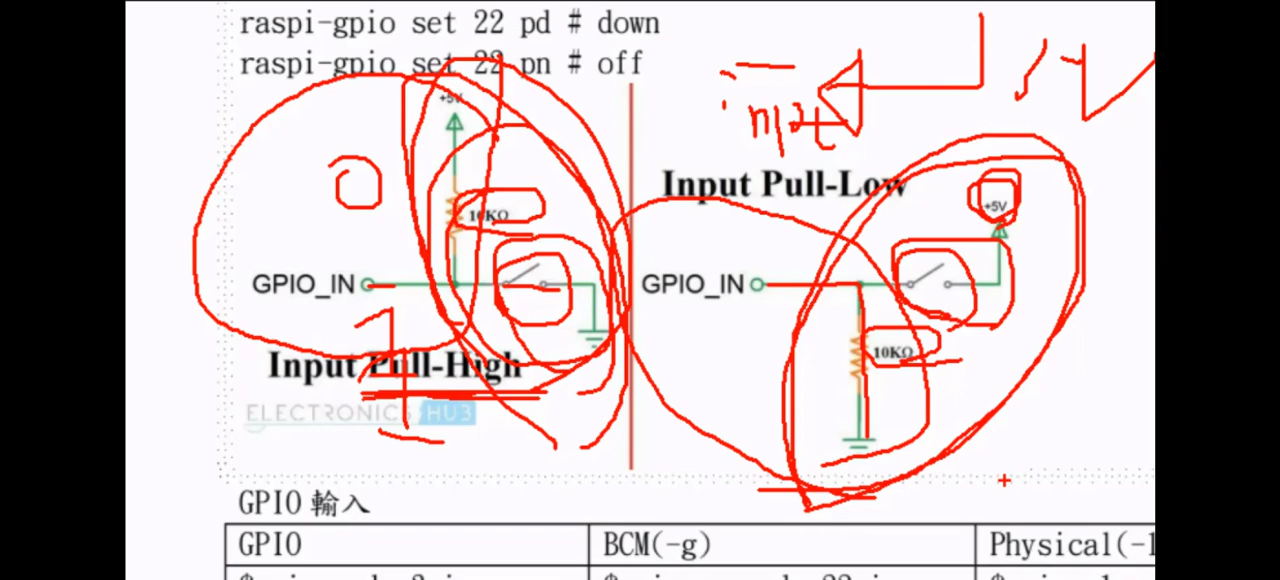 raspi-gpio set 22 pd # down
raspi-gpio set 22 pn # off
+5V
10KΩ
GPIO_IN
Input Pull-High
ELECTRONICS HUB
input
Input Pull-Low
+5V
GPIO_IN
10KΩ
GPIO 輸入
GPIO
BCM(-g)
Physical(-1